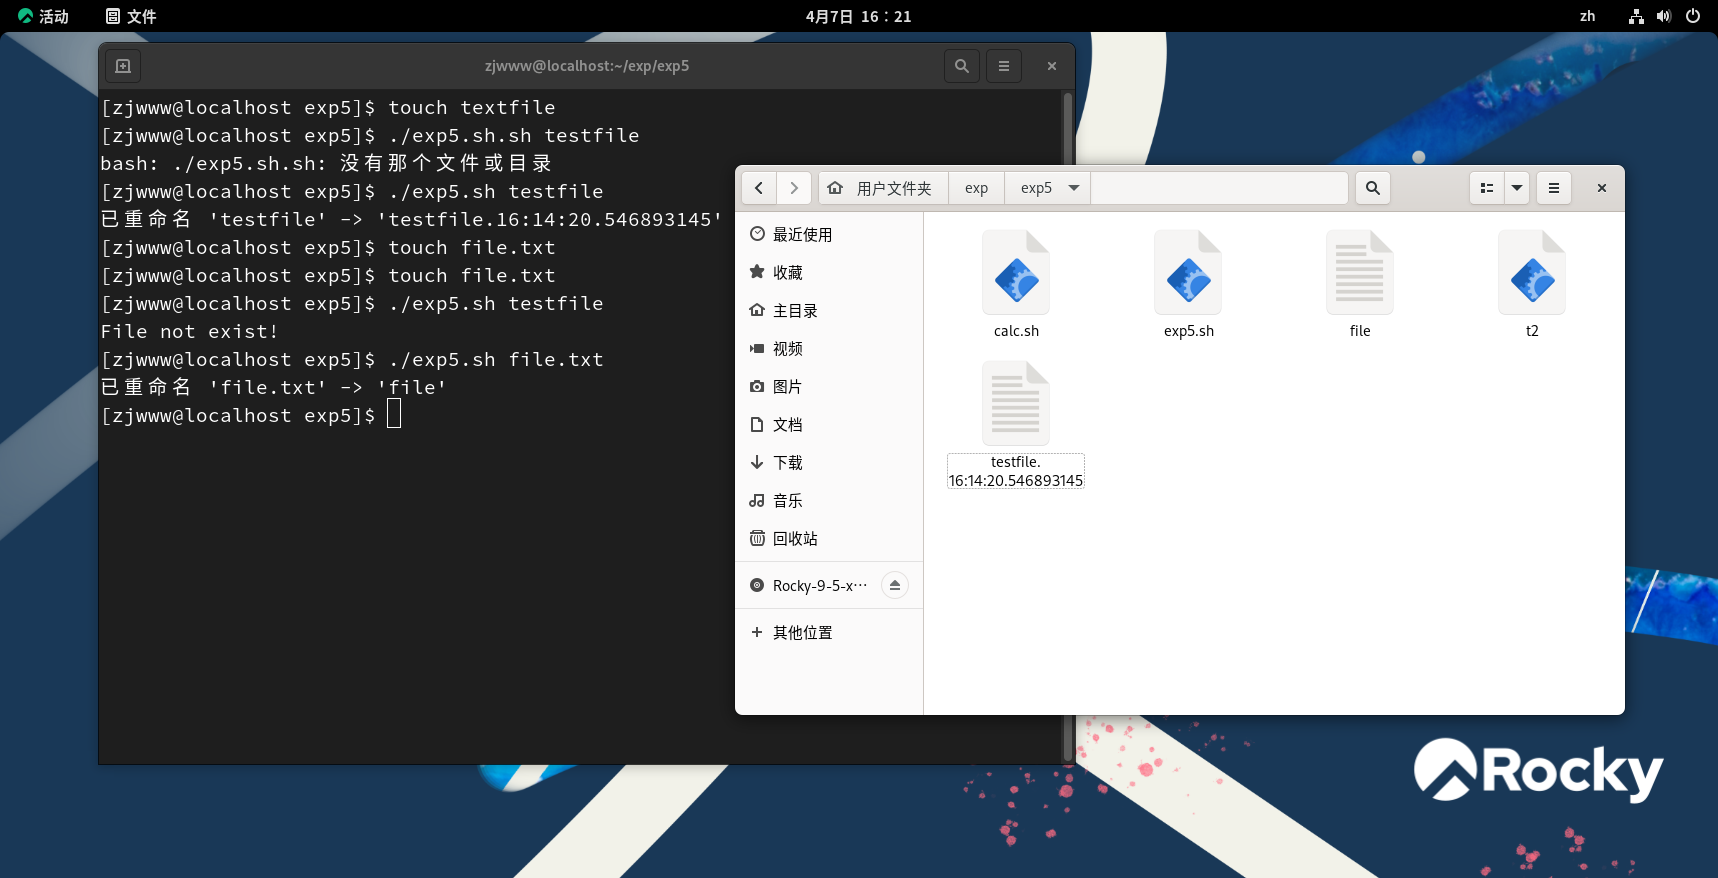 活动 文件 4月7日 16：21 zh
zjwww@localhost:~/exp/exp5
[zjwww@localhost exp5]$ touch textfile
[zjwww@localhost exp5]$ ./exp5.sh.sh testfile
bash: ./exp5.sh.sh: 没有那个文件或目录
[zjwww@localhost exp5]$ ./exp5.sh testfile
已重命名 'testfile' -> 'testfile.16:14:20.546893145'
[zjwww@localhost exp5]$ touch file.txt
[zjwww@localhost exp5]$ touch file.txt
[zjwww@localhost exp5]$ ./exp5.sh testfile
File not exist!
[zjwww@localhost exp5]$ ./exp5.sh file.txt
已重命名 'file.txt' -> 'file'
[zjwww@localhost exp5]$
用户文件夹 exp exp5
最近使用
收藏
主目录
视频
图片
文档
下载
音乐
回收站
Rocky-9-5-x…
其他位置
calc.sh exp5.sh file t2
testfile.
16:14:20.546893145
Rocky